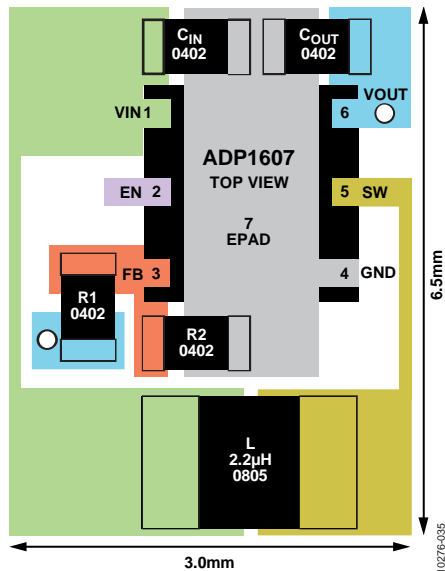 CIN
0402
COUT
0402
VOUT
VIN 1
6
ADP1607
TOP VIEW
EN 2
5 SW
7
EPAD
FB 3
4 GND
R1
0402
R2
0402
L
2.2µH
0805
6.5mm
3.0mm
10276-035